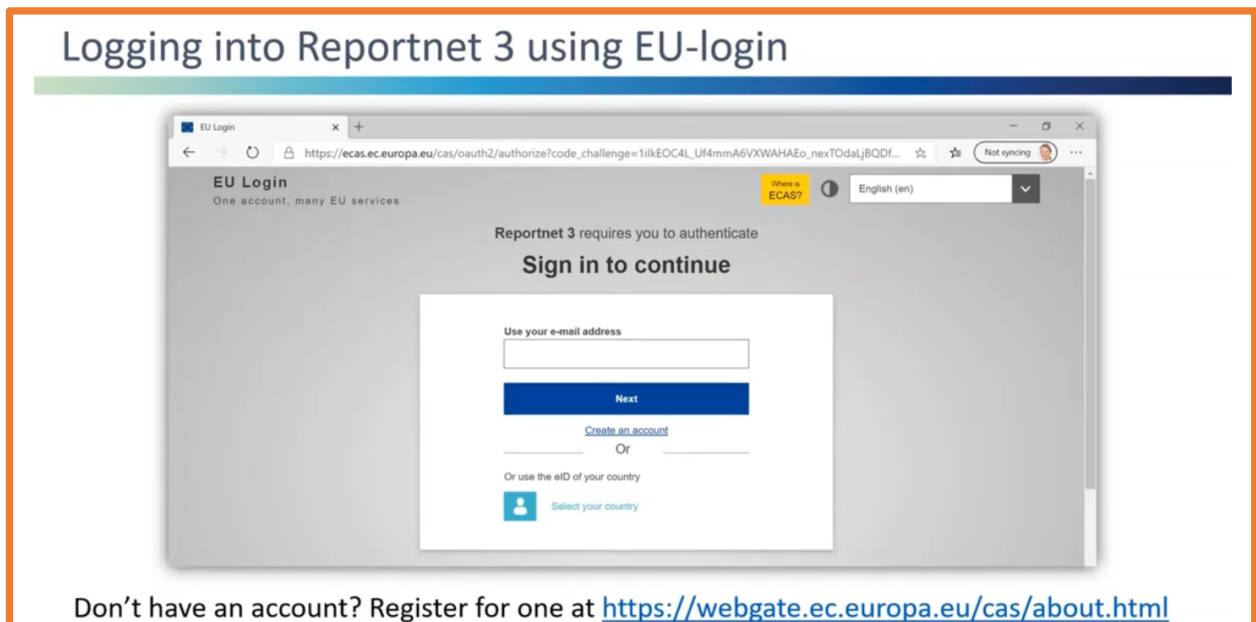 Logging into Reportnet 3 using EU-login
EU Login
https://ecas.ec.europa.eu/cas/oauth2/authorize?code_challenge=1iIkEOC4L_Uf4mmA6VXWAHAEo_nexTOdaLjBQDf...
Not syncing
EU Login
One account, many EU services
Where is
ECAS?
English (en)
Reportnet 3 requires you to authenticate
Sign in to continue
Use your e-mail address
Next
Create an account
Or
Or use the eID of your country
Select your country
Don't have an account? Register for one at https://webgate.ec.europa.eu/cas/about.html